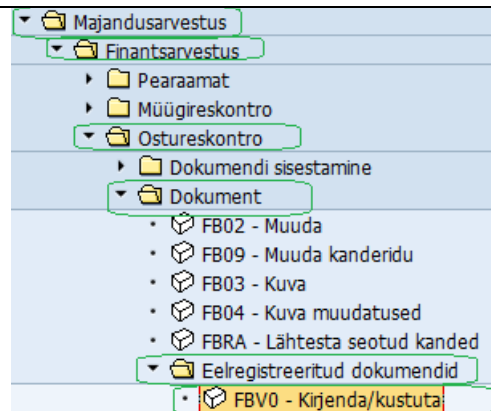 Majandusarvestus
Finantsarvestus
Pearaamat
Müügireskontro
Ostureskontro
Dokumendi sisestamine
Dokument
FB02 - Muuda
FB09 - Muuda kanderidu
FB03 - Kuva
FB04 - Kuva muudatused
FBRA - Lähtesta seotud kanded
Eelregistreeritud dokumendid
FBV0 - Kirjenda/kustuta